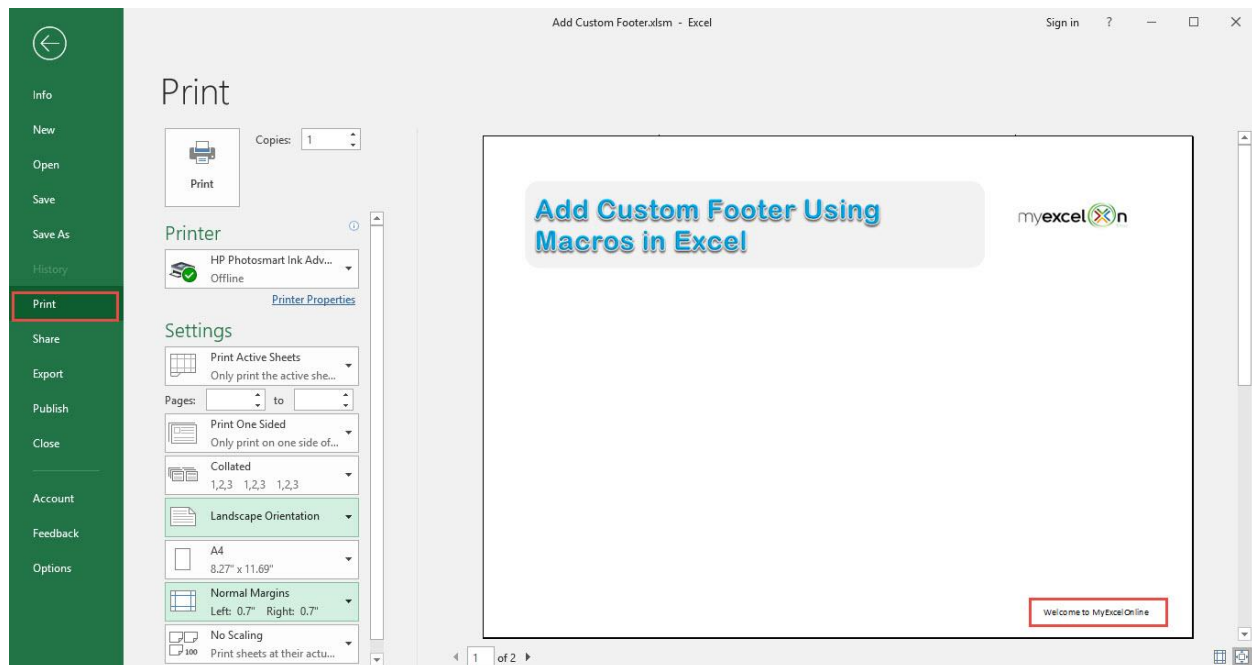 Add Custom Footer.xlsm - Excel
Sign in ?
Info
New
Open
Save
Save As
History
Print
Share
Export
Publish
Close
Account
Feedback
Options
Print
Print
Copies: 1
Printer
HP Photosmart Ink Adv...
Offline
Printer Properties
Settings
Print Active Sheets
Only print the active she...
Pages: to
Print One Sided
Only print on one side of...
Collated
1,2,3 1,2,3 1,2,3
Landscape Orientation
A4
8.27" x 11.69"
Normal Margins
Left: 0.7" Right: 0.7"
No Scaling
100 Print sheets at their actu...
Add Custom Footer Using
Macros in Excel
myexcel n
Welcome to MyExcelOnline
1 of 2